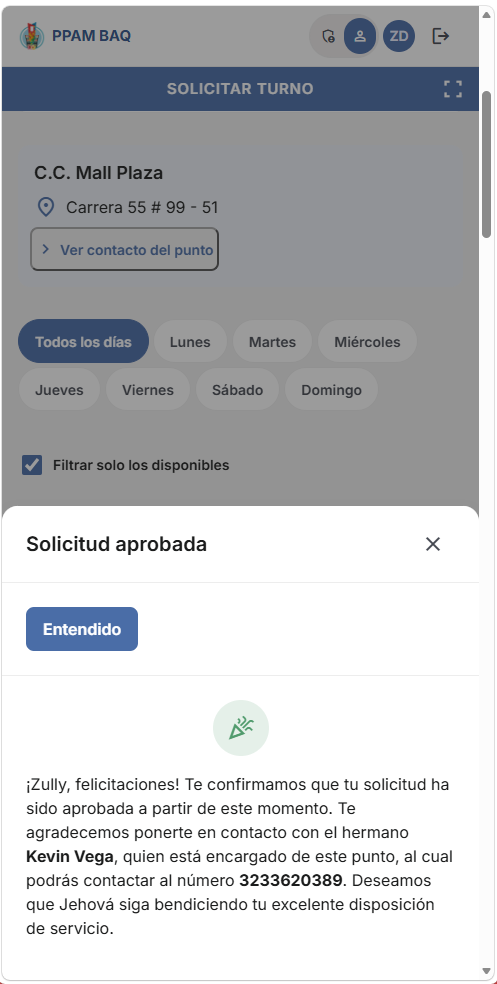 PPAM BAQ
ZD
SOLICITAR TURNO
C.C. Mall Plaza
Carrera 55 # 99 - 51
Ver contacto del punto
Todos los días
Lunes
Martes
Miércoles
Jueves
Viernes
Sábado
Domingo
Filtrar solo los disponibles
Solicitud aprobada
Entendido
¡Zully, felicitaciones! Te confirmamos que tu solicitud ha
sido aprobada a partir de este momento. Te
agradecemos ponerte en contacto con el hermano
Kevin Vega, quien está encargado de este punto, al cual
podrás contactar al número 3233620389. Deseamos
que Jehová siga bendiciendo tu excelente disposición
de servicio.